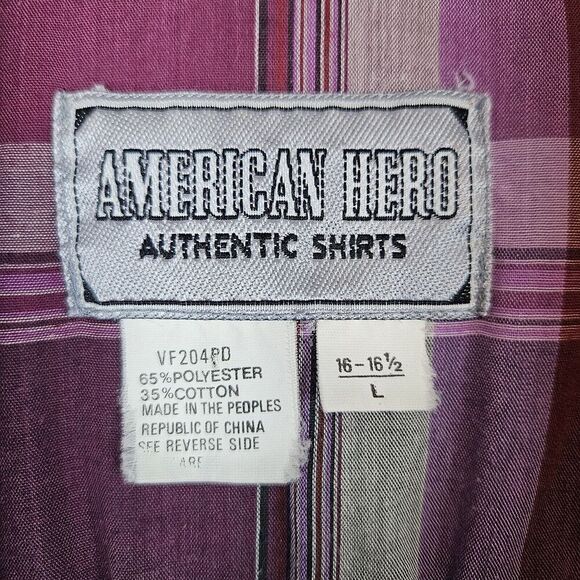 AMERICAN HERO
AUTHENTIC SHIRTS
VF204PD
65%POLYESTER
35%COTTON
MADE IN THE PEOPLES
REPUBLIC OF CHINA
SEE REVERSE SIDE
16-16½
L